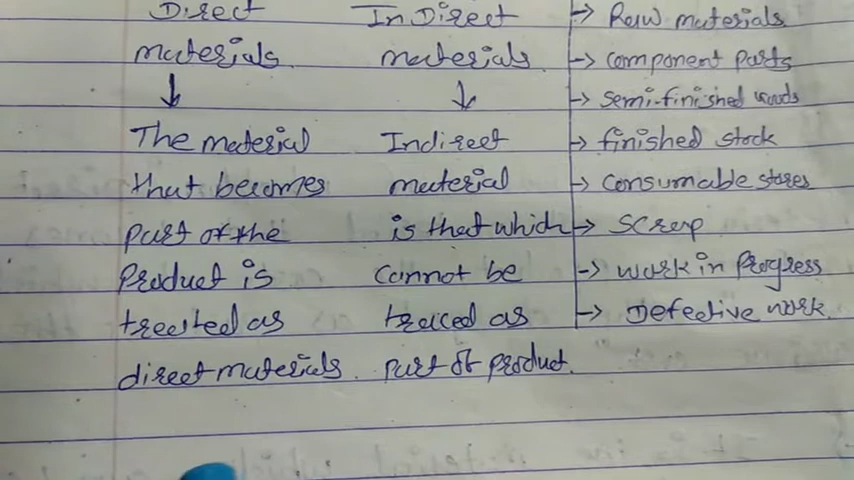 Direct
materials
The material
that becomes
part of the
product is
treated as
direct materials.
InDirect
materials
Indirect
material
is that which
cannot be
traced as
part of product.
→ Raw materials
→ component parts
→ semi-finished goods
→ finished stock
→ consumable stores
→ scrap
→ work in progress
→ Defective work